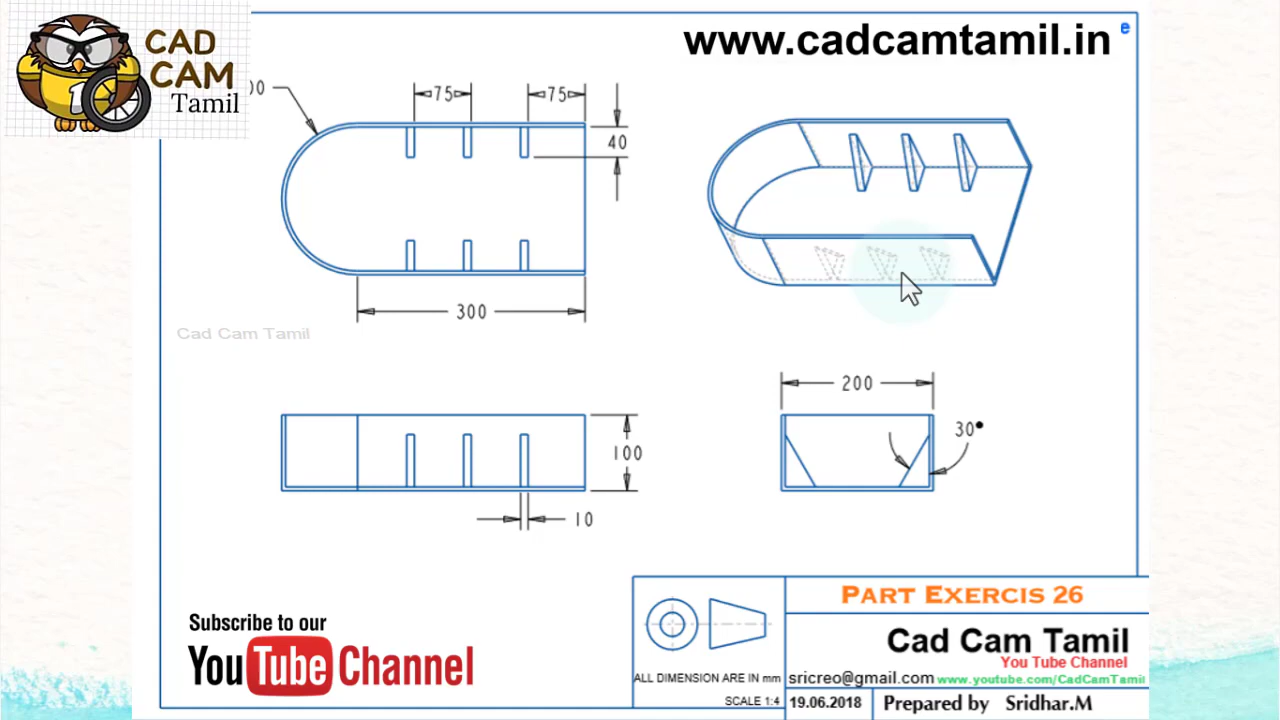 CAD
CAM
Tamil
www.cadcamtamil.in
e
00
75
75
40
300
Cad Cam Tamil
200
30°
100
10
Subscribe to our
YouTube Channel
PART EXERCIS 26
Cad Cam Tamil
You Tube Channel
ALL DIMENSION ARE IN mm
sricreo@gmail.com
www.youtube.com/CadCamTamil
SCALE 1:4
19.06.2018
Prepared by Sridhar.M